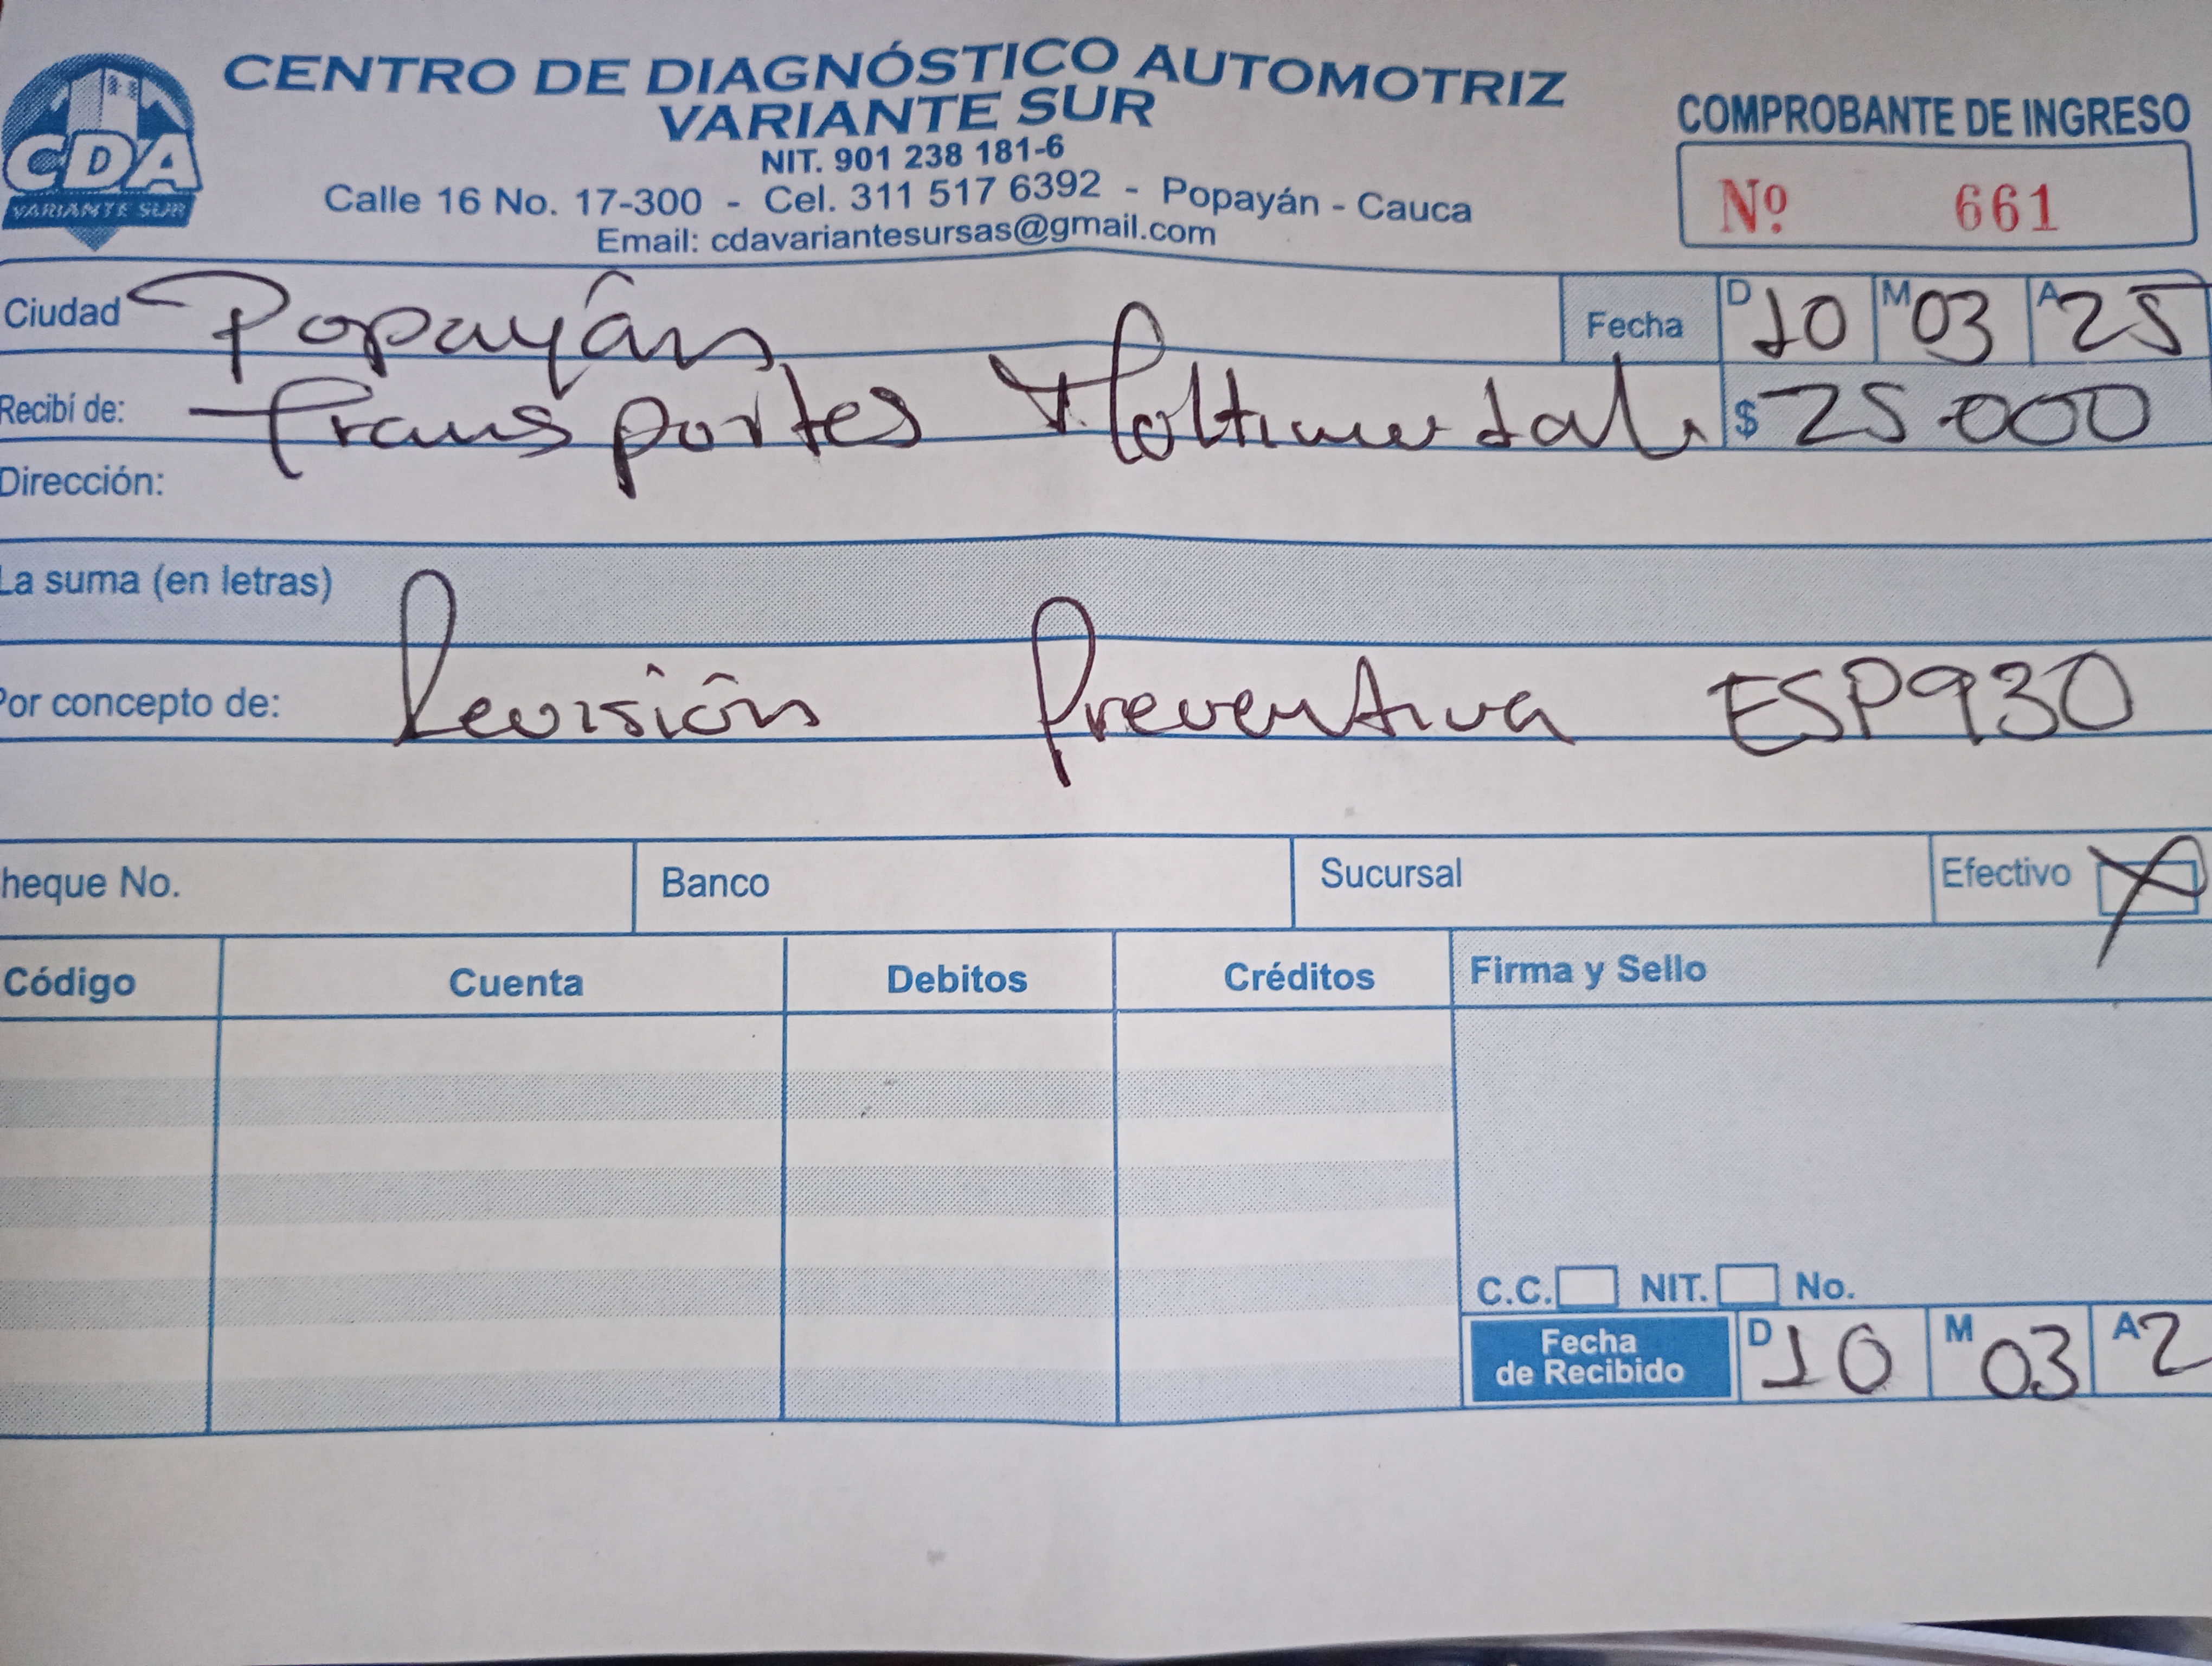 CENTRO DE DIAGNÓSTICO AUTOMOTRIZ
VARIANTE SUR
NIT. 901 238 181-6
Calle 16 No. 17-300 - Cel. 311 517 6392 - Popayán - Cauca
Email: cdavariantesursas@gmail.com
CDA
VARIANTE SUR
COMPROBANTE DE INGRESO
Nº 661
Ciudad Popayán Fecha D 10 M 03 A 25
Recibí de: Transportes $ 25.000
Dirección:
La suma (en letras)
Por concepto de: Revisión Preventiva ESP930
heque No. Banco Sucursal Efectivo X
Código Cuenta Debitos Créditos Firma y Sello
C.C. NIT. No.
Fecha de Recibido D 10 M 03 A 2